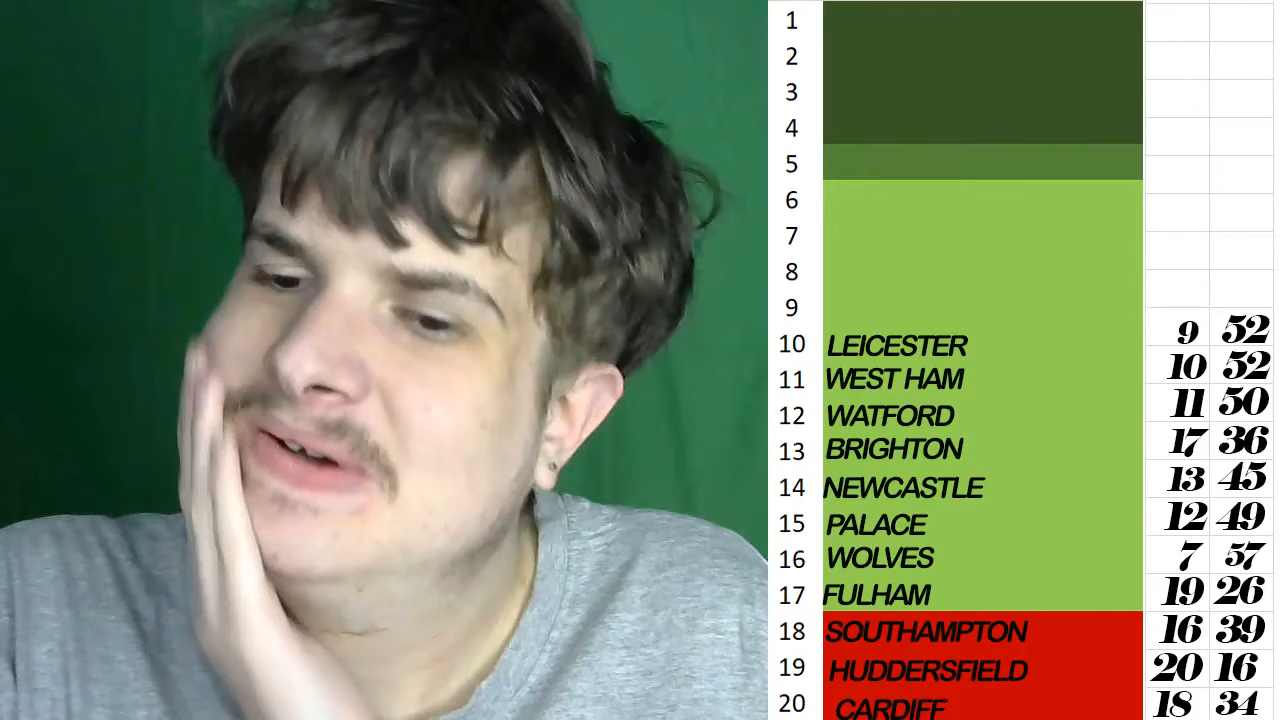 1
2
3
4
5
6
7
8
9
10 LEICESTER 9 52
11 WEST HAM 10 52
12 WATFORD 11 50
13 BRIGHTON 17 36
14 NEWCASTLE 13 45
15 PALACE 12 49
16 WOLVES 7 57
17 FULHAM 19 26
18 SOUTHAMPTON 16 39
19 HUDDERSFIELD 20 16
20 CARDIFF 18 34